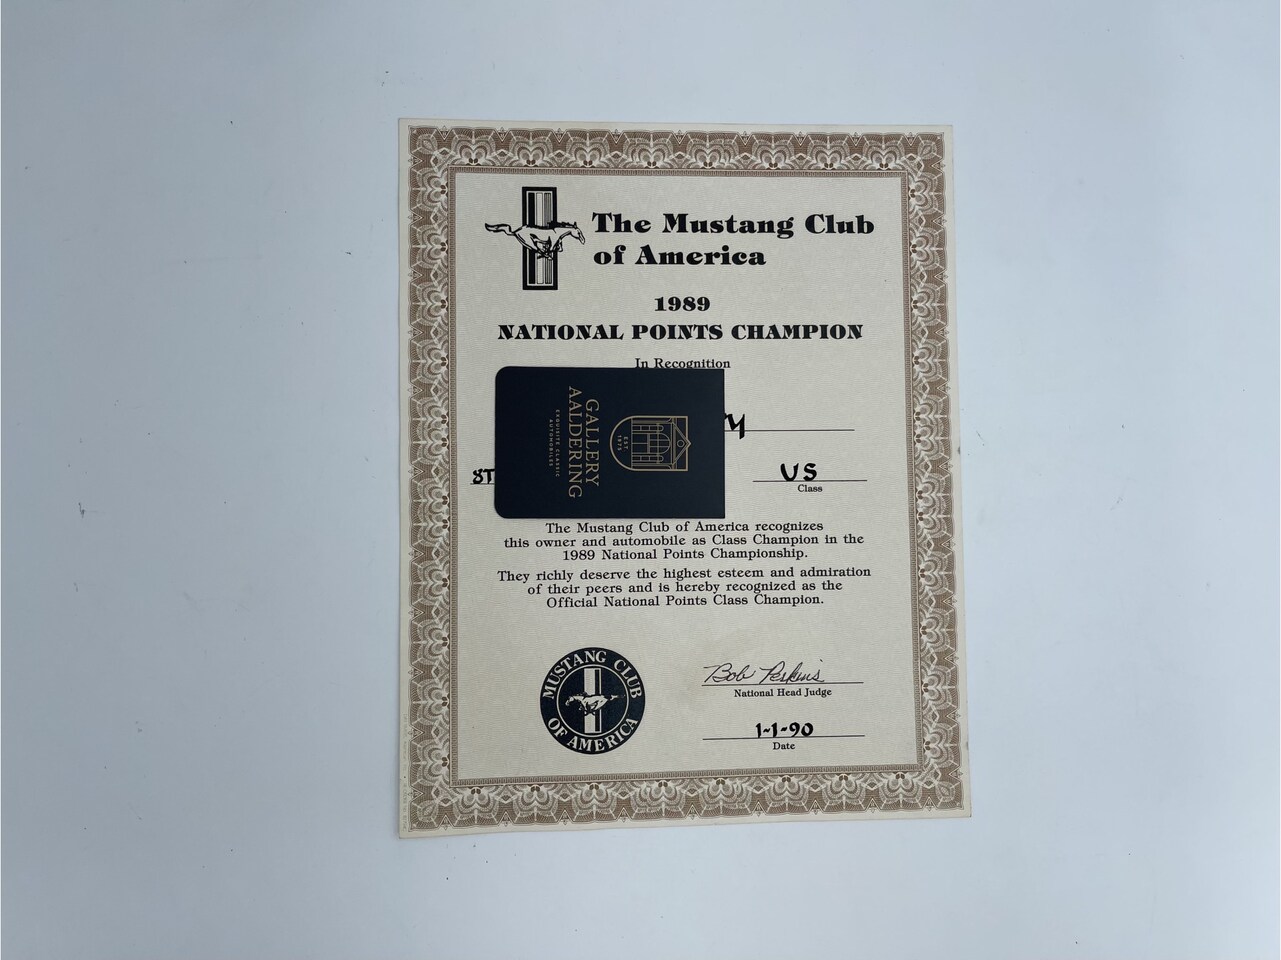 The Mustang Club
of America
1989
NATIONAL POINTS CHAMPION
In Recognition
GALLERY
AALDERING
EXQUISITE CLASSIC
AUTOMOBILES
US
Class
The Mustang Club of America recognizes
this owner and automobile as Class Champion in the
1989 National Points Championship.
They richly deserve the highest esteem and admiration
of their peers and is hereby recognized as the
Official National Points Class Champion.
MUSTANG CLUB
OF AMERICA
Bob Perkins
National Head Judge
1-1-90
Date